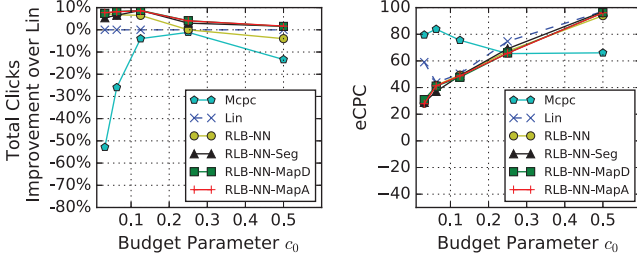 Total Clicks
Improvement over Lin
10%
0%
-10%
-20%
-30%
-40%
-50%
-60%
-70%
-80%
Mcpc
Lin
RLB-NN
RLB-NN-Seg
RLB-NN-MapD
RLB-NN-MapA
0.1 0.2 0.3 0.4 0.5
Budget Parameter c0
eCPC
100
80
60
40
20
0
−20
−40
Mcpc
Lin
RLB-NN
RLB-NN-Seg
RLB-NN-MapD
RLB-NN-MapA
0.1 0.2 0.3 0.4 0.5
Budget Parameter c0